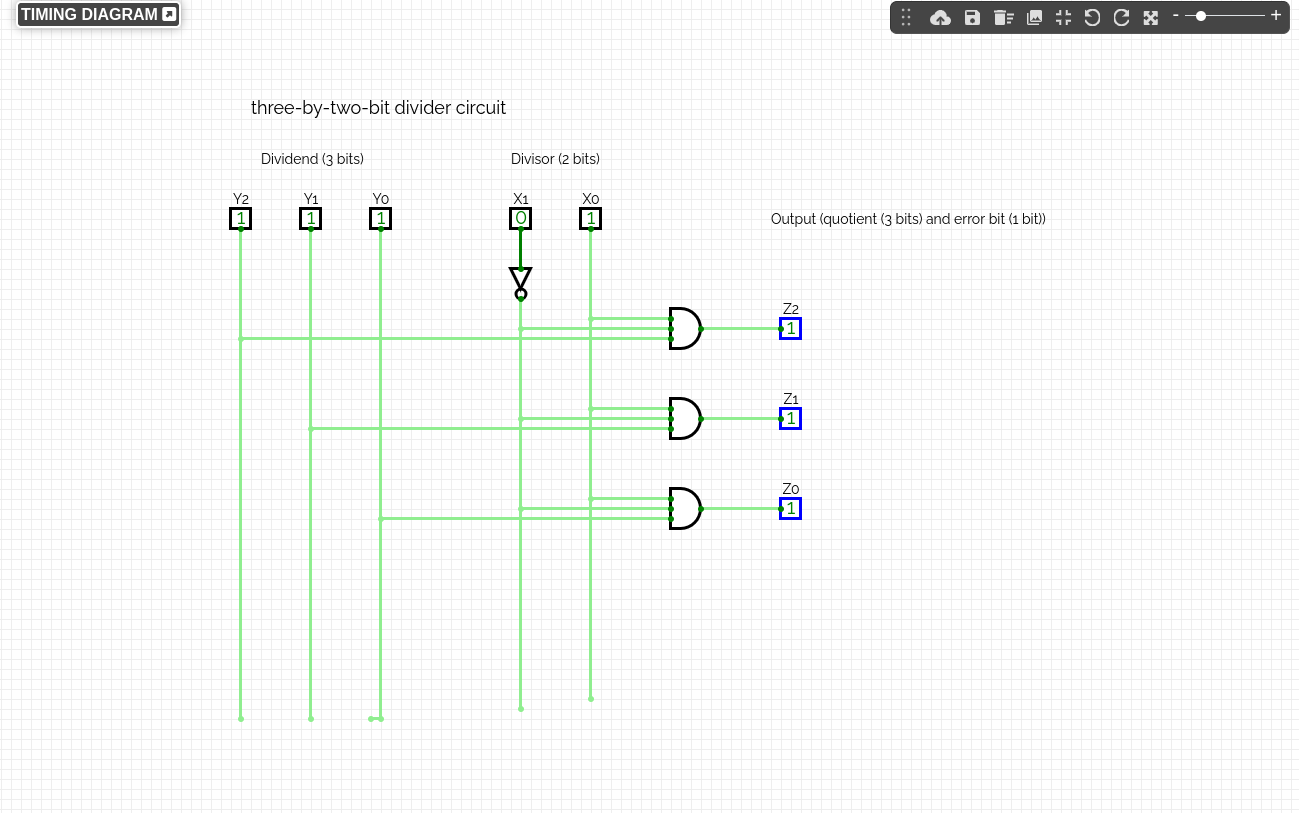 TIMING DIAGRAM
- +
three-by-two-bit divider circuit
Dividend (3 bits) Divisor (2 bits)
Y2 Y1 Y0 X1 X0
1 1 1 0 1
Output (quotient (3 bits) and error bit (1 bit))
Z2
1
Z1
1
Z0
1